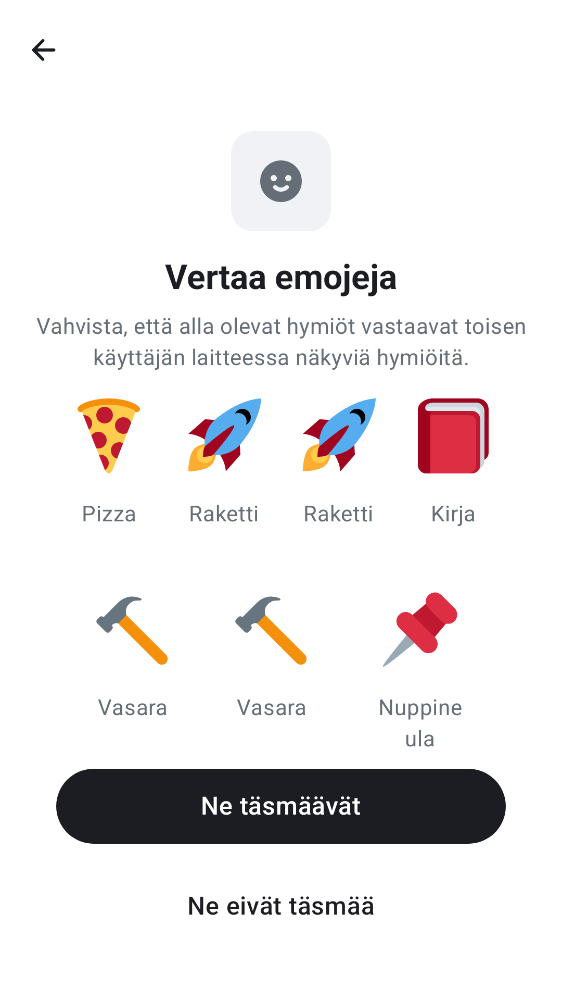 Vertaa emojeja
Vahvista, että alla olevat hymiöt vastaavat toisen
käyttäjän laitteessa näkyviä hymiöitä.
Pizza Raketti Raketti Kirja
Vasara Vasara Nuppine
ula
Ne täsmäävät
Ne eivät täsmää